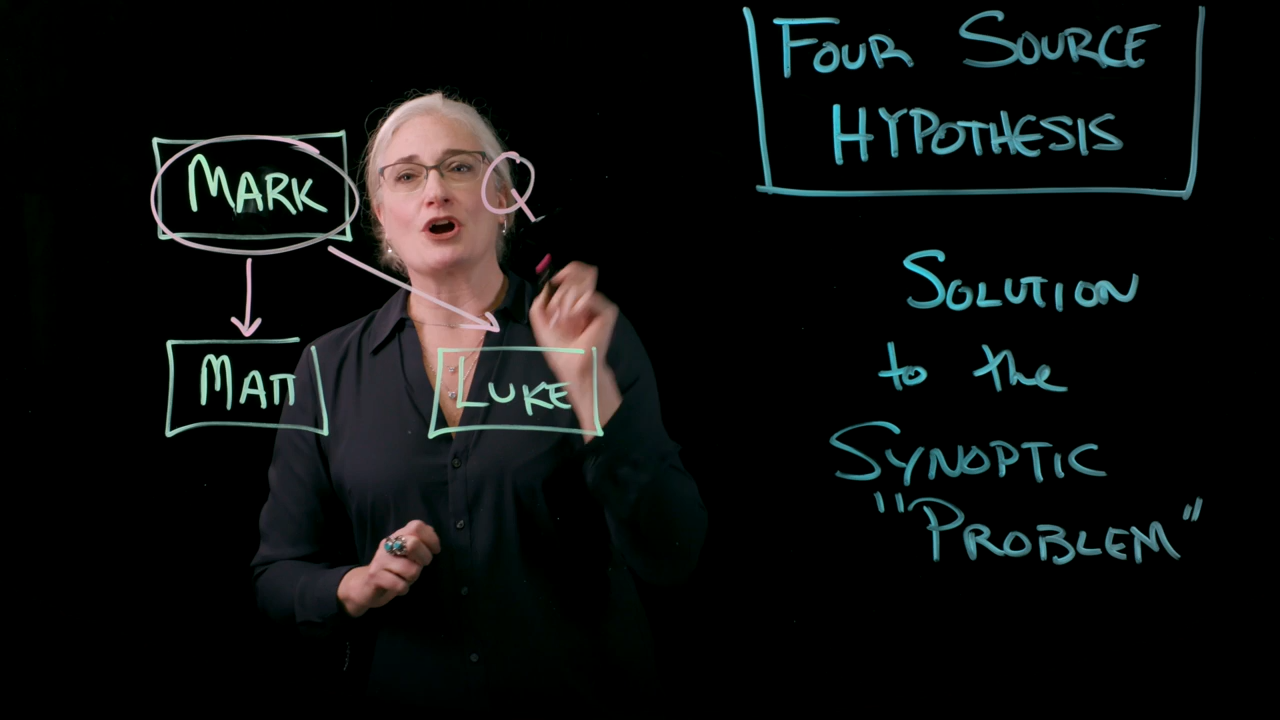 FOUR SOURCE
HYPOTHESIS
MARK
Q
SOLUTION
to the
MATT
LUKE
SYNOPTIC
"PROBLEM"